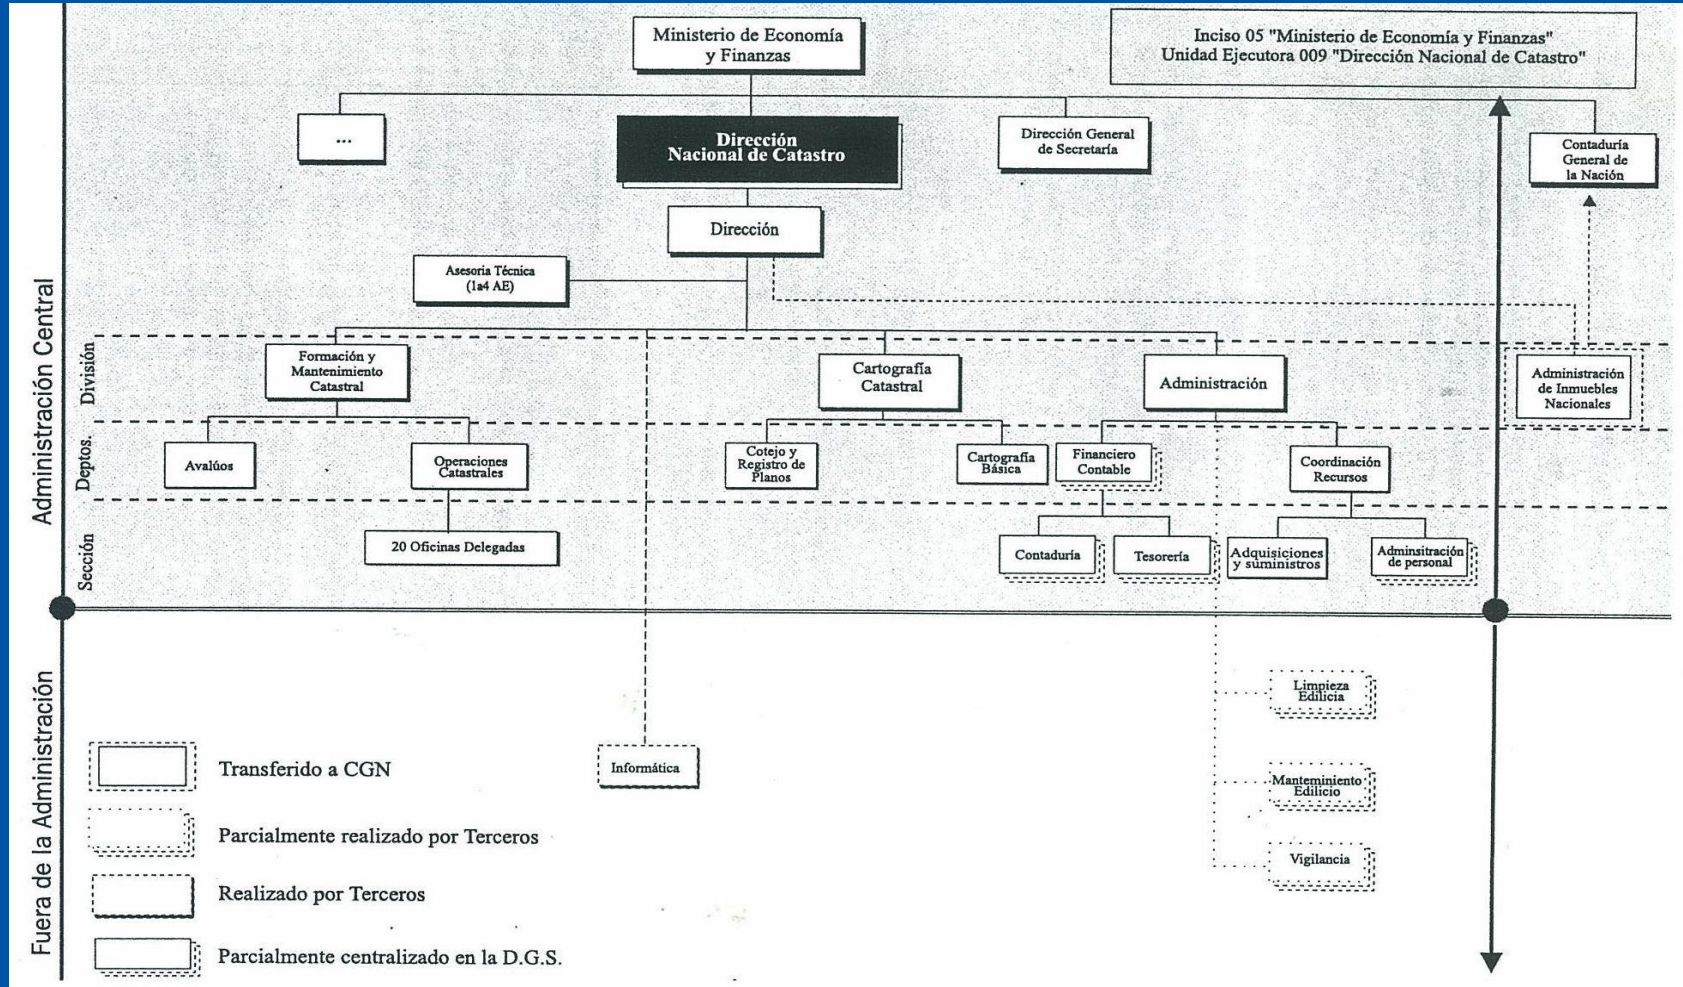 Ministerio de Economía
y Finanzas
Inciso 05 "Ministerio de Economía y Finanzas"
Unidad Ejecutora 009 "Dirección Nacional de Catastro"
...
Dirección
Nacional de Catastro
Dirección General
de Secretaría
Contaduría
General de
la Nación
Dirección
Asesoria Técnica
(1a4 AE)
Administración Central
División
Formación y
Mantenimiento
Catastral
Cartografía
Catastral
Administración
Administración
de Inmuebles
Nacionales
Deptos.
Avalúos
Operaciones
Catastrales
Cotejo y
Registro de
Planos
Cartografía
Básica
Financiero
Contable
Coordinación
Recursos
Sección
20 Oficinas Delegadas
Contaduría
Tesorería
Adquisiciones
y suministros
Adminsitración
de personal
Fuera de la Administración
Limpieza
Edilicia
Informática
Manteminiento
Edilicio
Vigilancia
Transferido a CGN
Parcialmente realizado por Terceros
Realizado por Terceros
Parcialmente centralizado en la D.G.S.